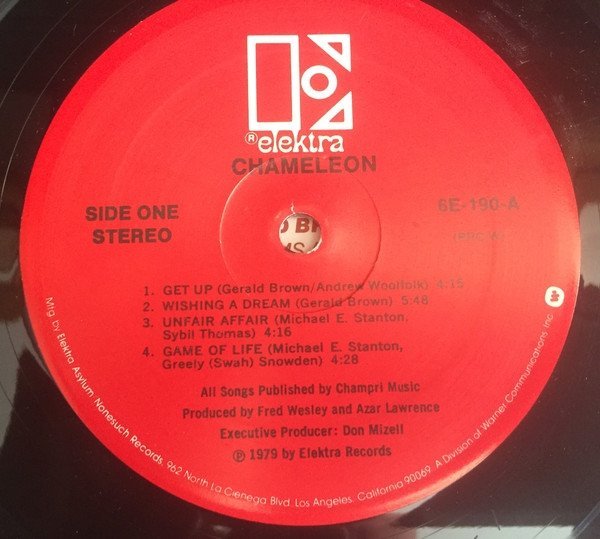 ® elektra
CHAMELEON
SIDE ONE
STEREO
6E-190-A
1. GET UP (Gerald Brown/Andrew Woolfolk) 4:15
2. WISHING A DREAM (Gerald Brown) 5:48
3. UNFAIR AFFAIR (Michael E. Stanton,
Sybil Thomas) 4:16
4. GAME OF LIFE (Michael E. Stanton,
Greely (Swah) Snowden) 4:28
All Songs Published by Champri Music
Produced by Fred Wesley and Azar Lawrence
Executive Producer: Don Mizell
℗ 1979 by Elektra Records
Mfg by Elektra Asylum Nonesuch Records, 962 North La Cienega Blvd. Los Angeles, California 90069. A Division of Warner Communications Inc